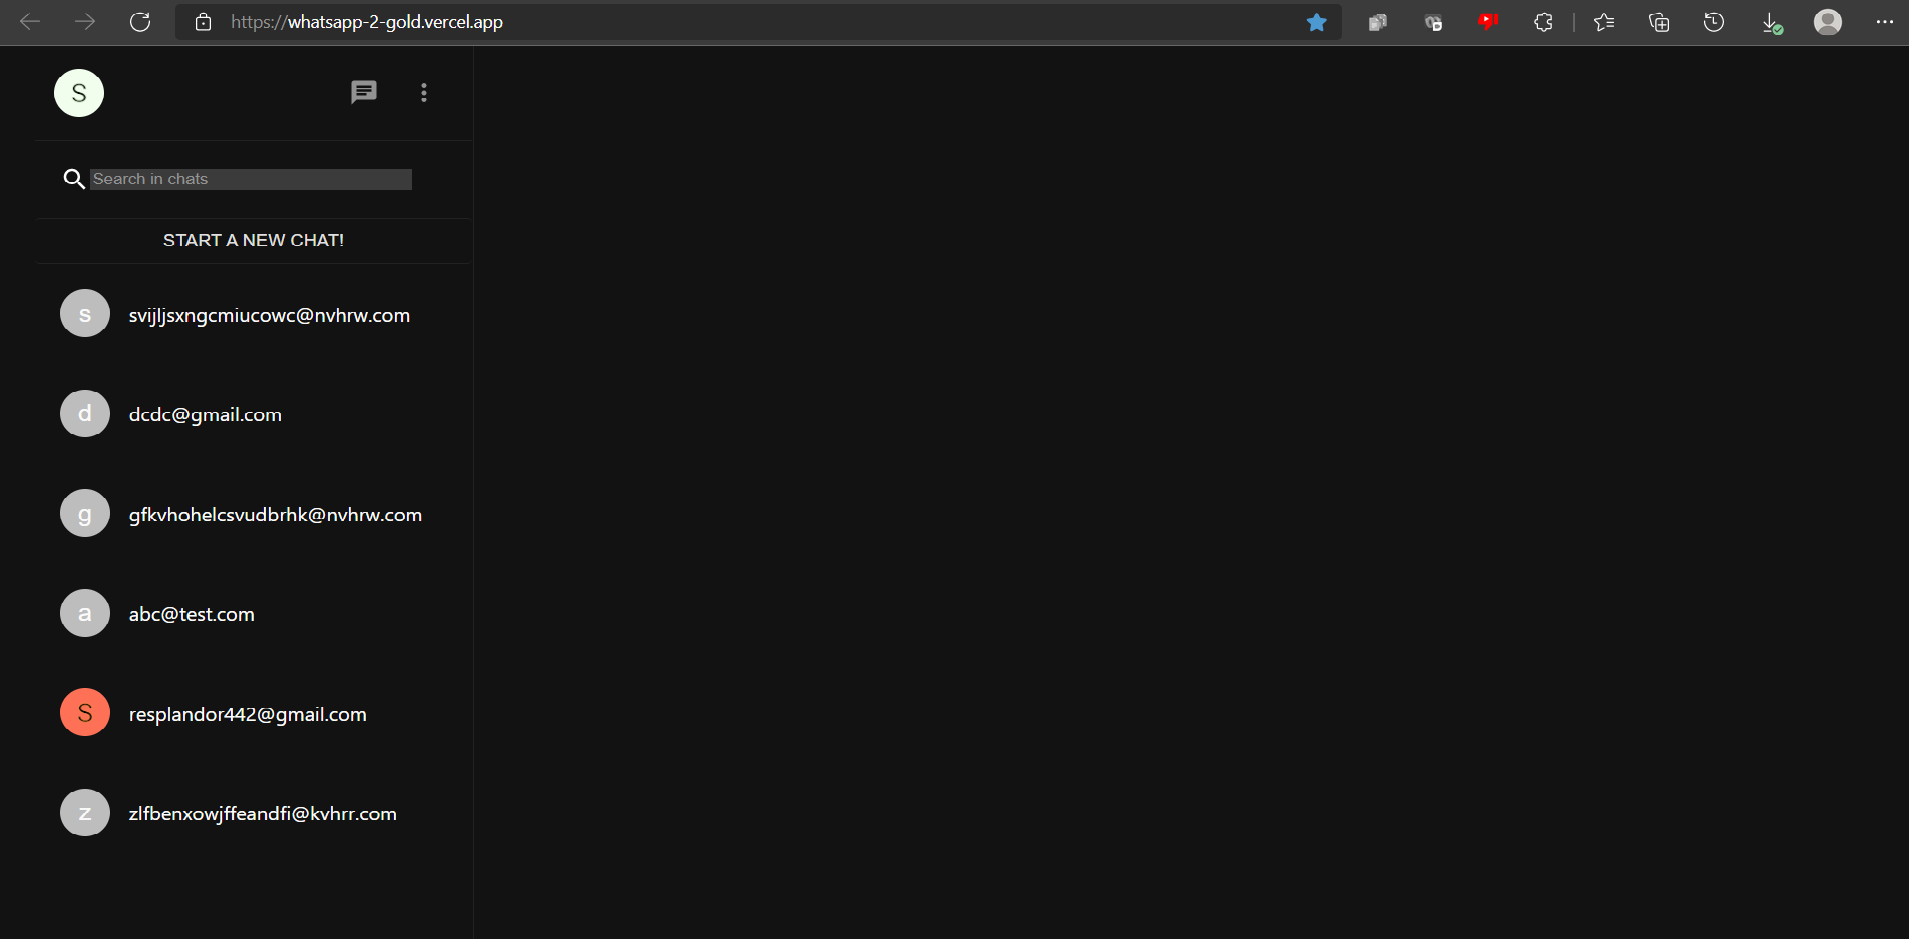 https://whatsapp-2-gold.vercel.app
S
Search in chats
START A NEW CHAT!
s svijljsxngcmiucowc@nvhrw.com
d dcdc@gmail.com
g gfkvhohelcsvudbrhk@nvhrw.com
a abc@test.com
S resplandor442@gmail.com
z zlfbenxowjffeandfi@kvhrr.com